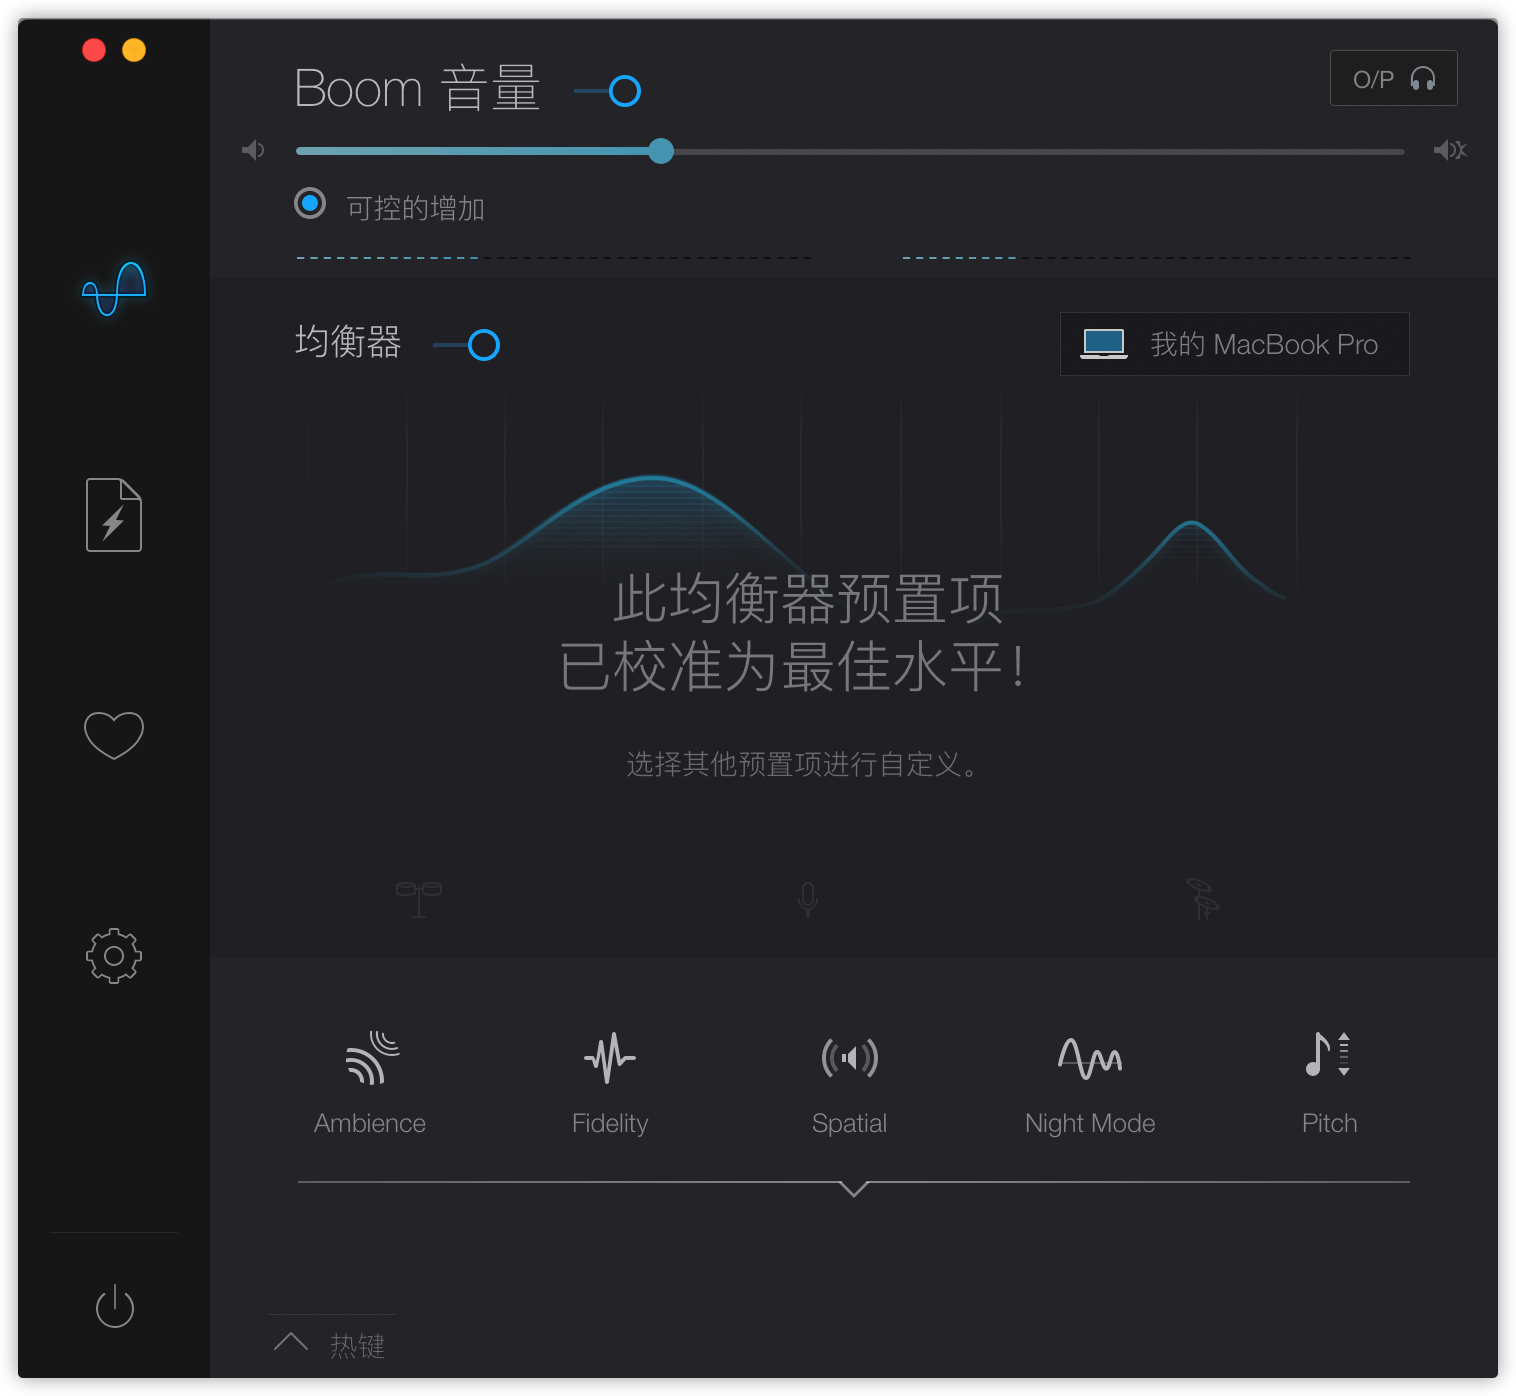 Boom 音量
O/P
可控的增加
均衡器
我的 MacBook Pro
此均衡器预置项
已校准为最佳水平！
选择其他预置项进行自定义。
Ambience
Fidelity
Spatial
Night Mode
Pitch
热键